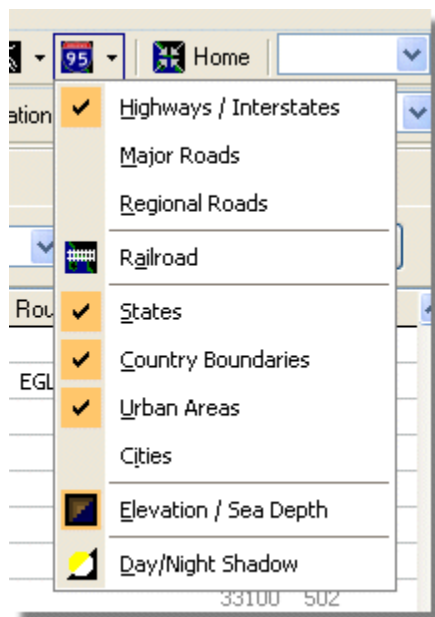 95 Home
ation
Highways / Interstates
Major Roads
Regional Roads
Railroad
Rou
States
Country Boundaries
EGL
Urban Areas
Cities
Elevation / Sea Depth
Day/Night Shadow
33100 502